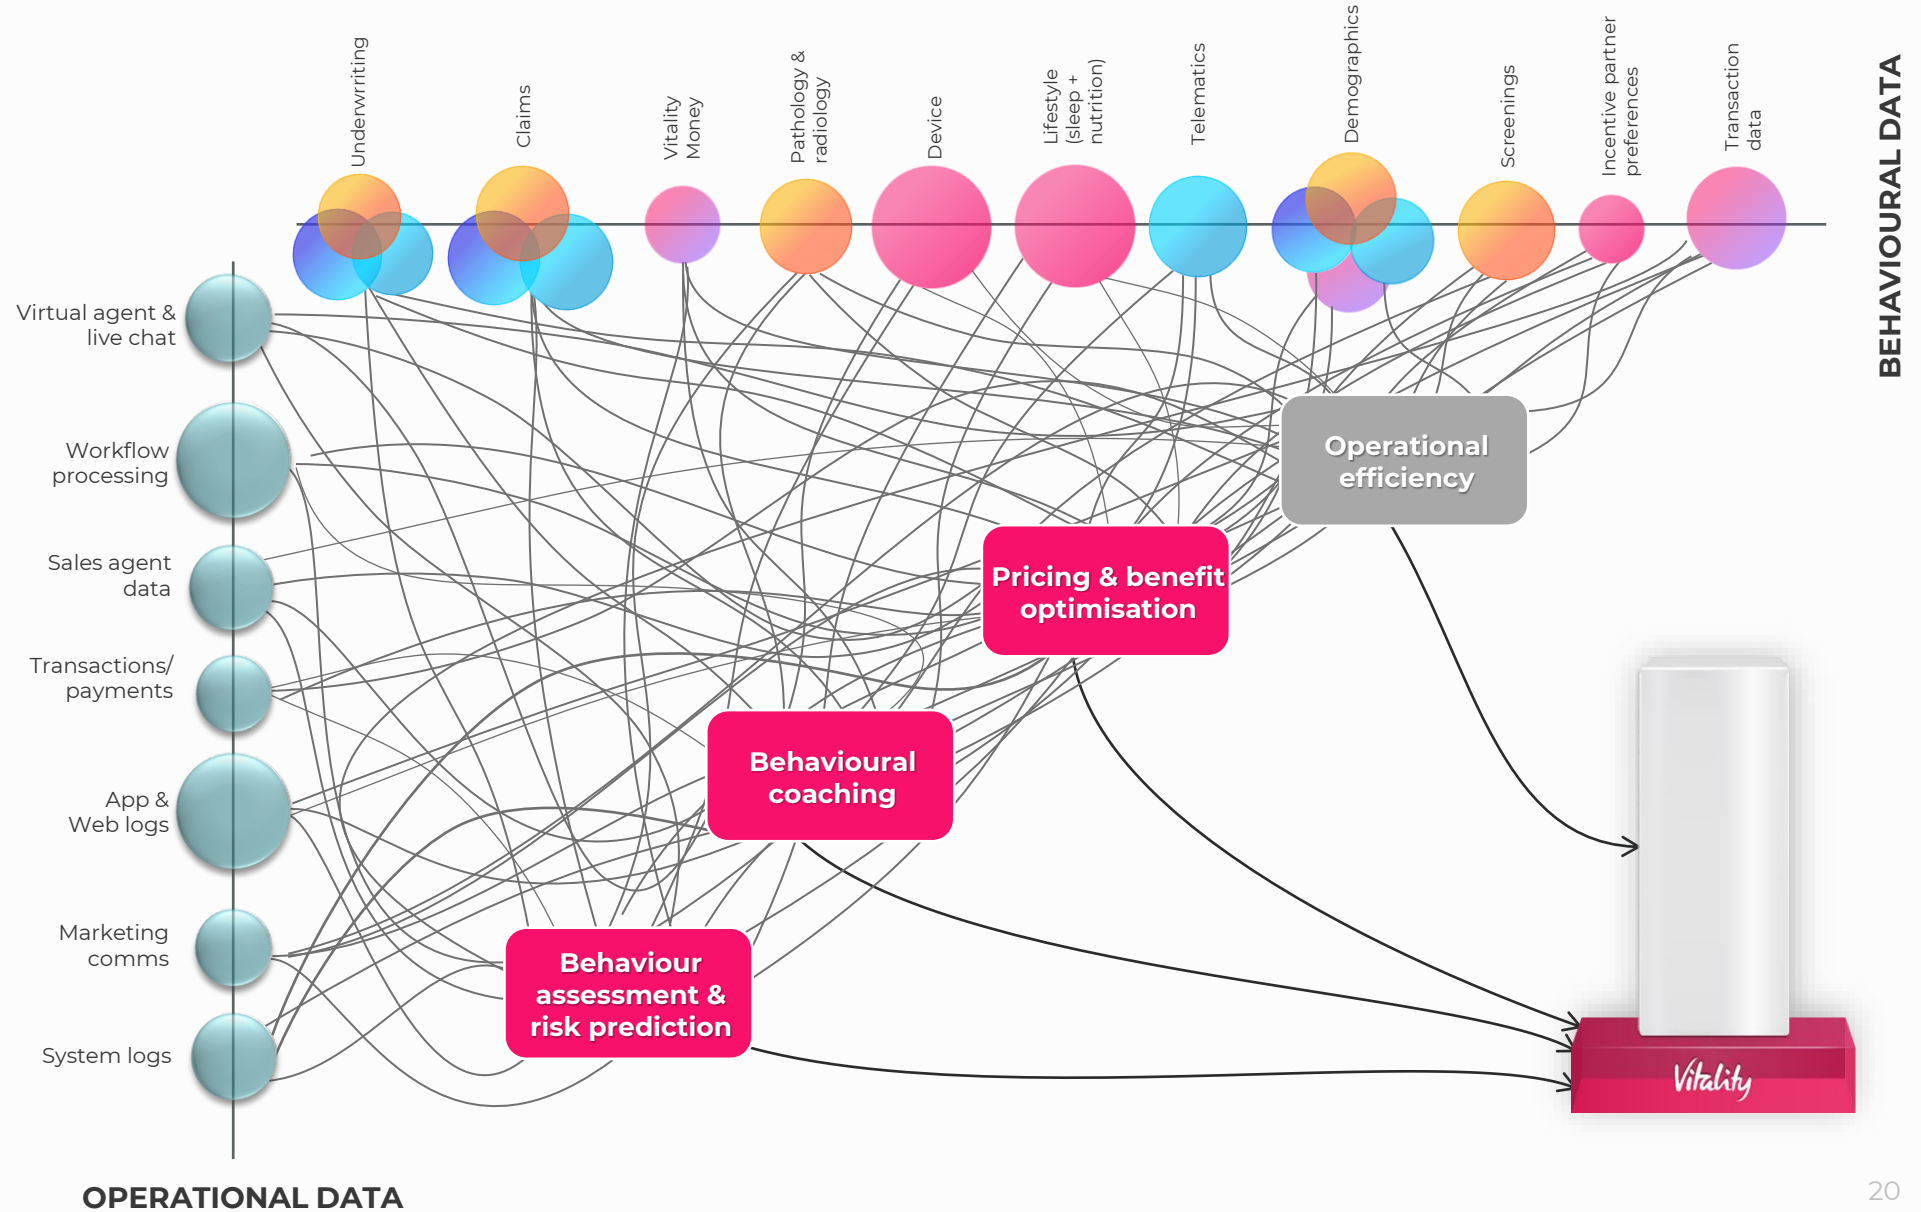 Underwriting
Claims
Vitality
Money
Pathology &
radiology
Device
Lifestyle
(sleep +
nutrition)
Telematics
Demographics
Screenings
Incentive partner
preferences
Transaction
data
BEHAVIOURAL DATA
Virtual agent &
live chat
Workflow
processing
Sales agent
data
Transactions/
payments
App &
Web logs
Marketing
comms
System logs
Operational
efficiency
Pricing & benefit
optimisation
Behavioural
coaching
Behaviour
assessment &
risk prediction
Vitality
OPERATIONAL DATA
20